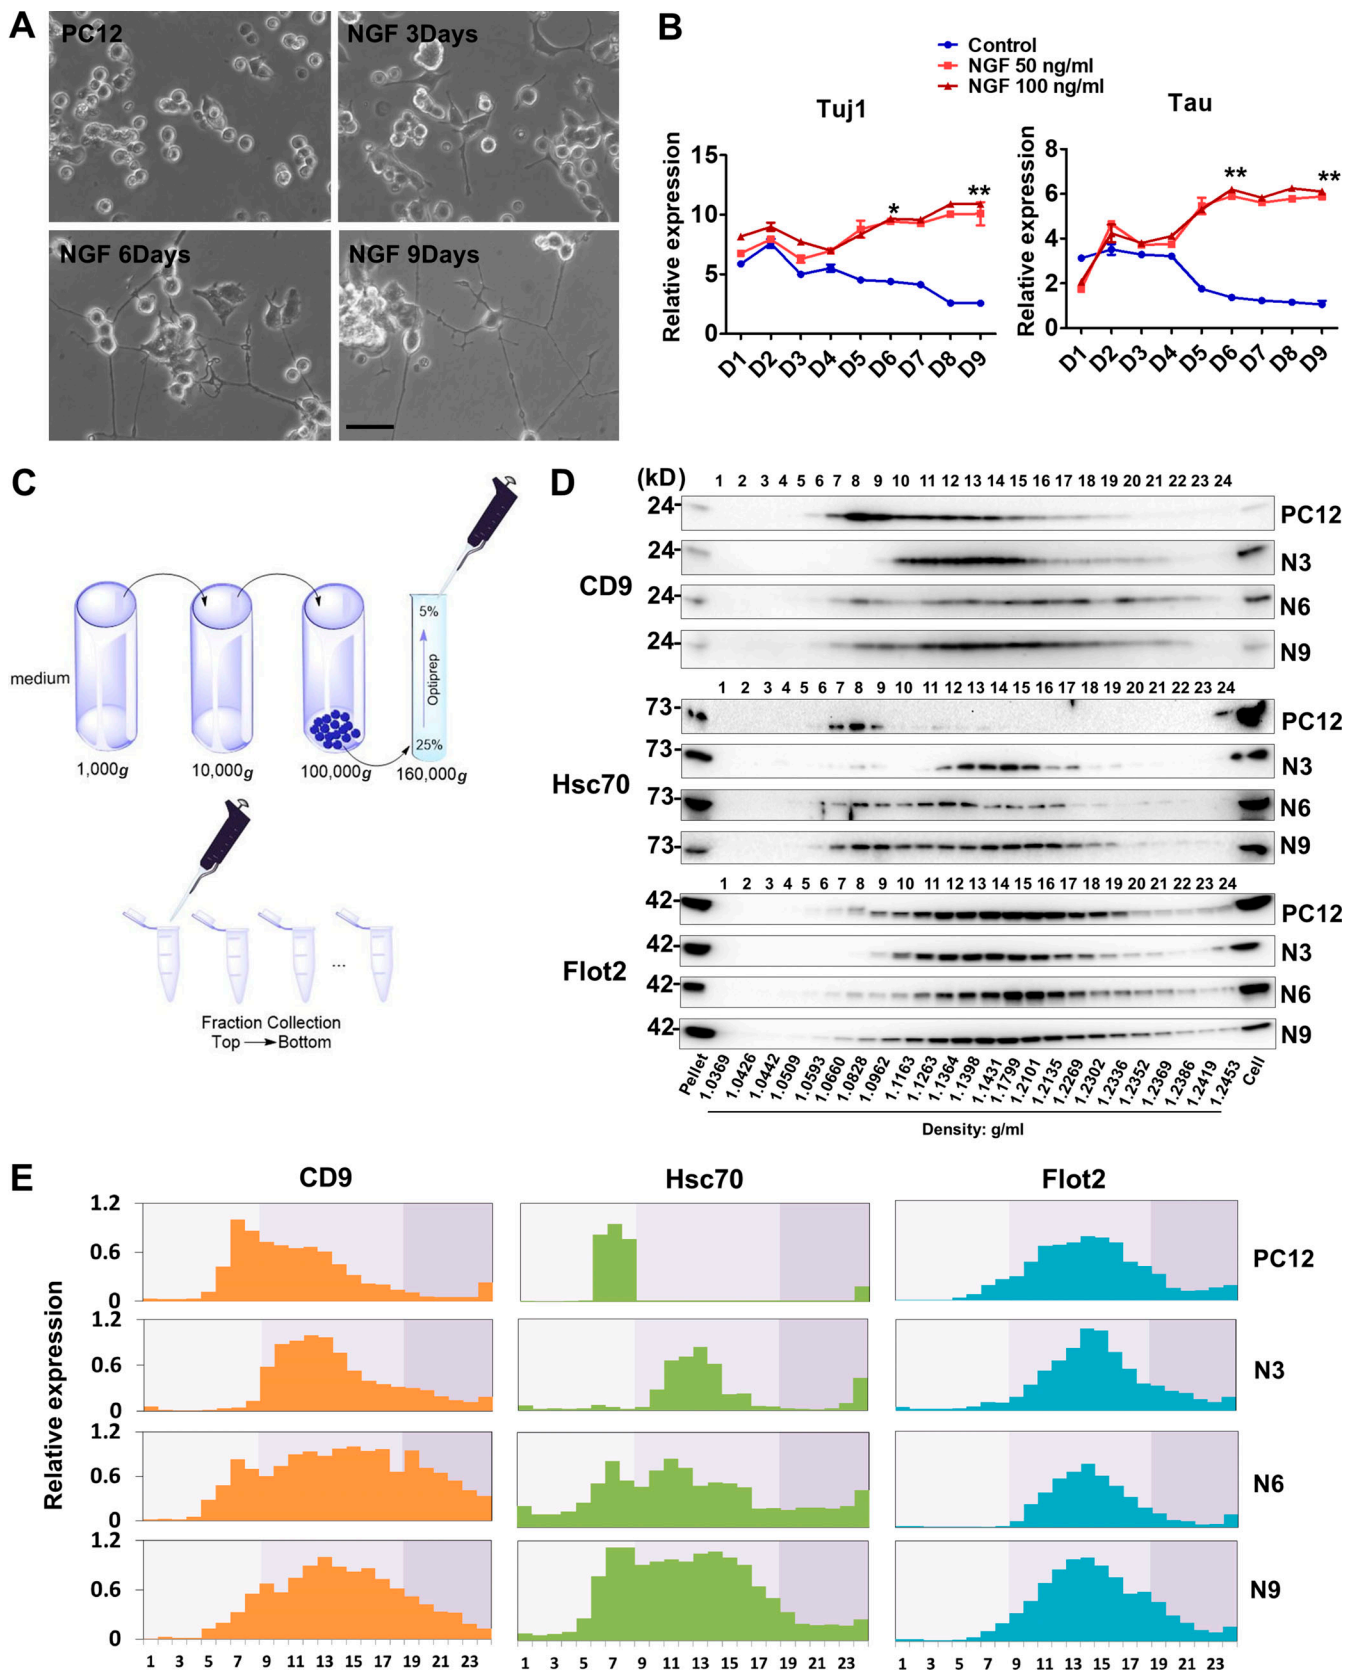 A
PC12
NGF 3Days
NGF 6Days
NGF 9Days
B
Control
NGF 50 ng/ml
NGF 100 ng/ml
Tuj1
Relative expression
15
10
5
0
*
**
D1 D2 D3 D4 D5 D6 D7 D8 D9
Tau
Relative expression
8
6
4
2
0
**
**
D1 D2 D3 D4 D5 D6 D7 D8 D9
C
medium
1,000g
10,000g
100,000g
160,000g
5%
Optiprep
25%
...
Fraction Collection
Top Bottom
D
(kD) 1 2 3 4 5 6 7 8 9 10 11 12 13 14 15 16 17 18 19 20 21 22 23 24
CD9
24 PC12
24 N3
24 N6
24 N9
1 2 3 4 5 6 7 8 9 10 11 12 13 14 15 16 17 18 19 20 21 22 23 24
Hsc70
73 PC12
73 N3
73 N6
73 N9
1 2 3 4 5 6 7 8 9 10 11 12 13 14 15 16 17 18 19 20 21 22 23 24
Flot2
42 PC12
42 N3
42 N6
42 N9
Pellet 1.0369 1.0426 1.0442 1.0509 1.0593 1.0660 1.0828 1.0962 1.1163 1.1263 1.1364 1.1398 1.1431 1.1799 1.2101 1.2135 1.2269 1.2302 1.2336 1.2352 1.2369 1.2386 1.2419 1.2453 Cell
Density: g/ml
E
CD9 Hsc70 Flot2
Relative expression
1.2
0.6
0
PC12
1.2
0.6
0
N3
1.2
0.6
0
N6
1.2
0.6
0
N9
1 3 5 7 9 11 13 15 17 19 21 23
1 3 5 7 9 11 13 15 17 19 21 23
1 3 5 7 9 11 13 15 17 19 21 23